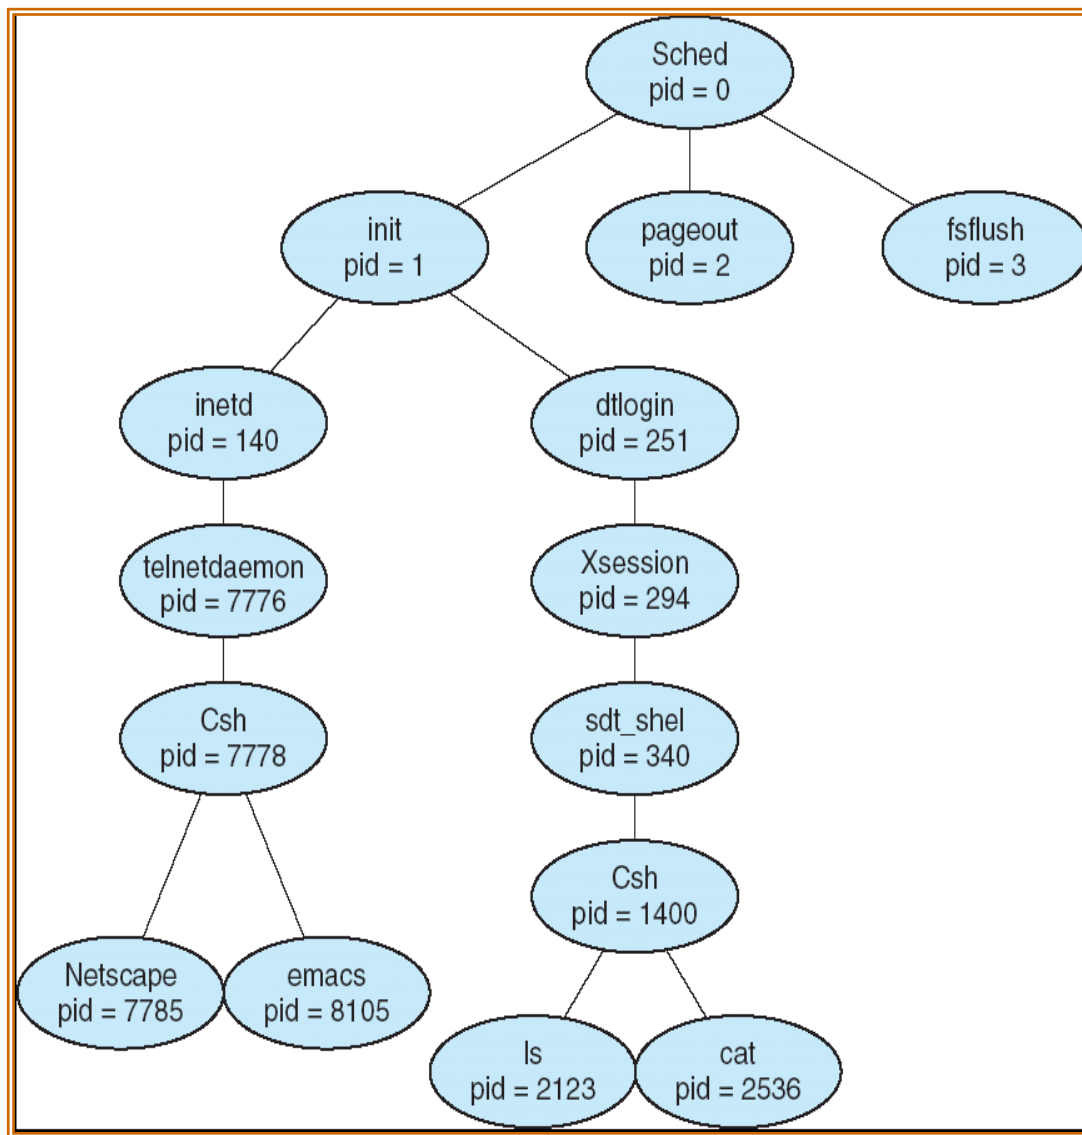 Sched
pid = 0
init
pid = 1
pageout
pid = 2
fsflush
pid = 3
inetd
pid = 140
dtlogin
pid = 251
telnetdaemon
pid = 7776
Xsession
pid = 294
Csh
pid = 7778
sdt_shel
pid = 340
Csh
pid = 1400
Netscape
pid = 7785
emacs
pid = 8105
ls
pid = 2123
cat
pid = 2536